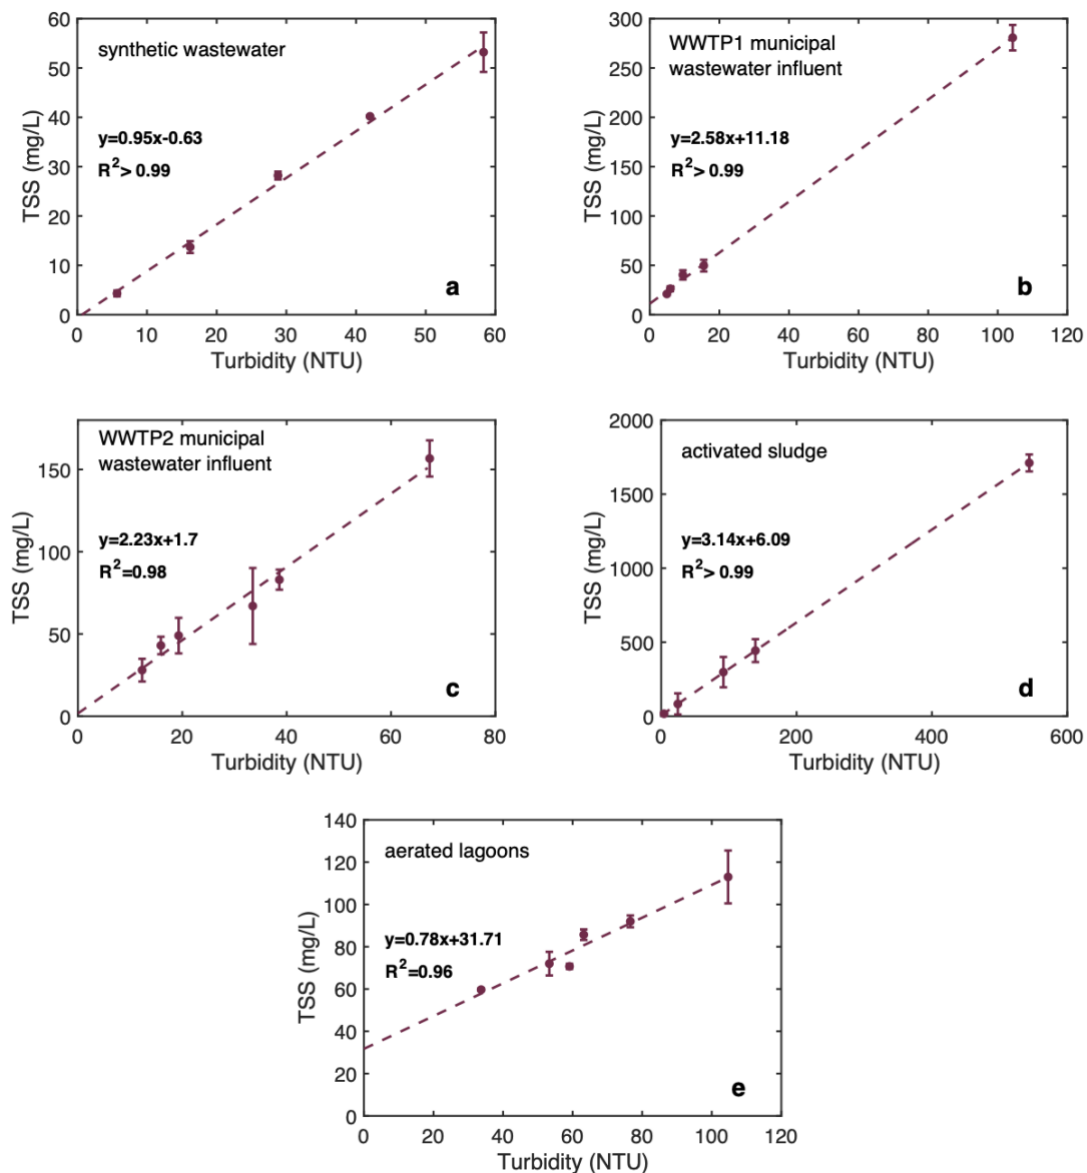 synthetic wastewater
y=0.95x-0.63
R²> 0.99
a
TSS (mg/L)
0
10
20
30
40
50
60
0 10 20 30 40 50 60
Turbidity (NTU)
WWTP1 municipal
wastewater influent
y=2.58x+11.18
R²> 0.99
b
TSS (mg/L)
0
50
100
150
200
250
300
0 20 40 60 80 100 120
Turbidity (NTU)
WWTP2 municipal
wastewater influent
y=2.23x+1.7
R²=0.98
c
TSS (mg/L)
0
50
100
150
0 20 40 60 80
Turbidity (NTU)
activated sludge
y=3.14x+6.09
R²> 0.99
d
TSS (mg/L)
0
500
1000
1500
2000
0 200 400 600
Turbidity (NTU)
aerated lagoons
y=0.78x+31.71
R²=0.96
e
TSS (mg/L)
0
20
40
60
80
100
120
140
0 20 40 60 80 100 120
Turbidity (NTU)